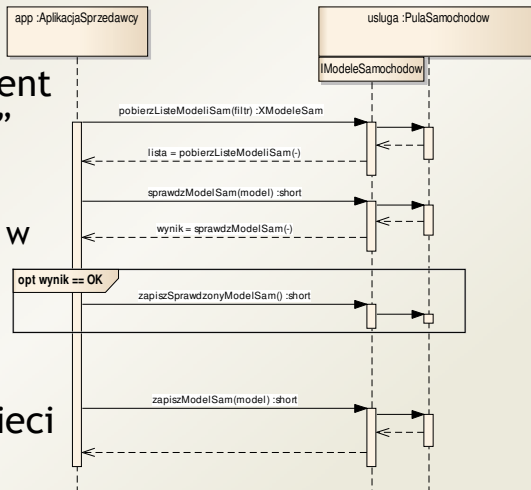 app :AplikacjaSprzedawcy
usluga :PulaSamochodow
IModeleSamochodow
ent
”
pobierzListeModeliSam(filtr) :XModeleSam
lista = pobierzListeModeliSam(-)
sprawdzModelSam(model) :short
w
wynik = sprawdzModelSam(-)
opt wynik == OK
zapiszSprawdzonyModelSam() :short
zapiszModelSam(model) :short
ieci